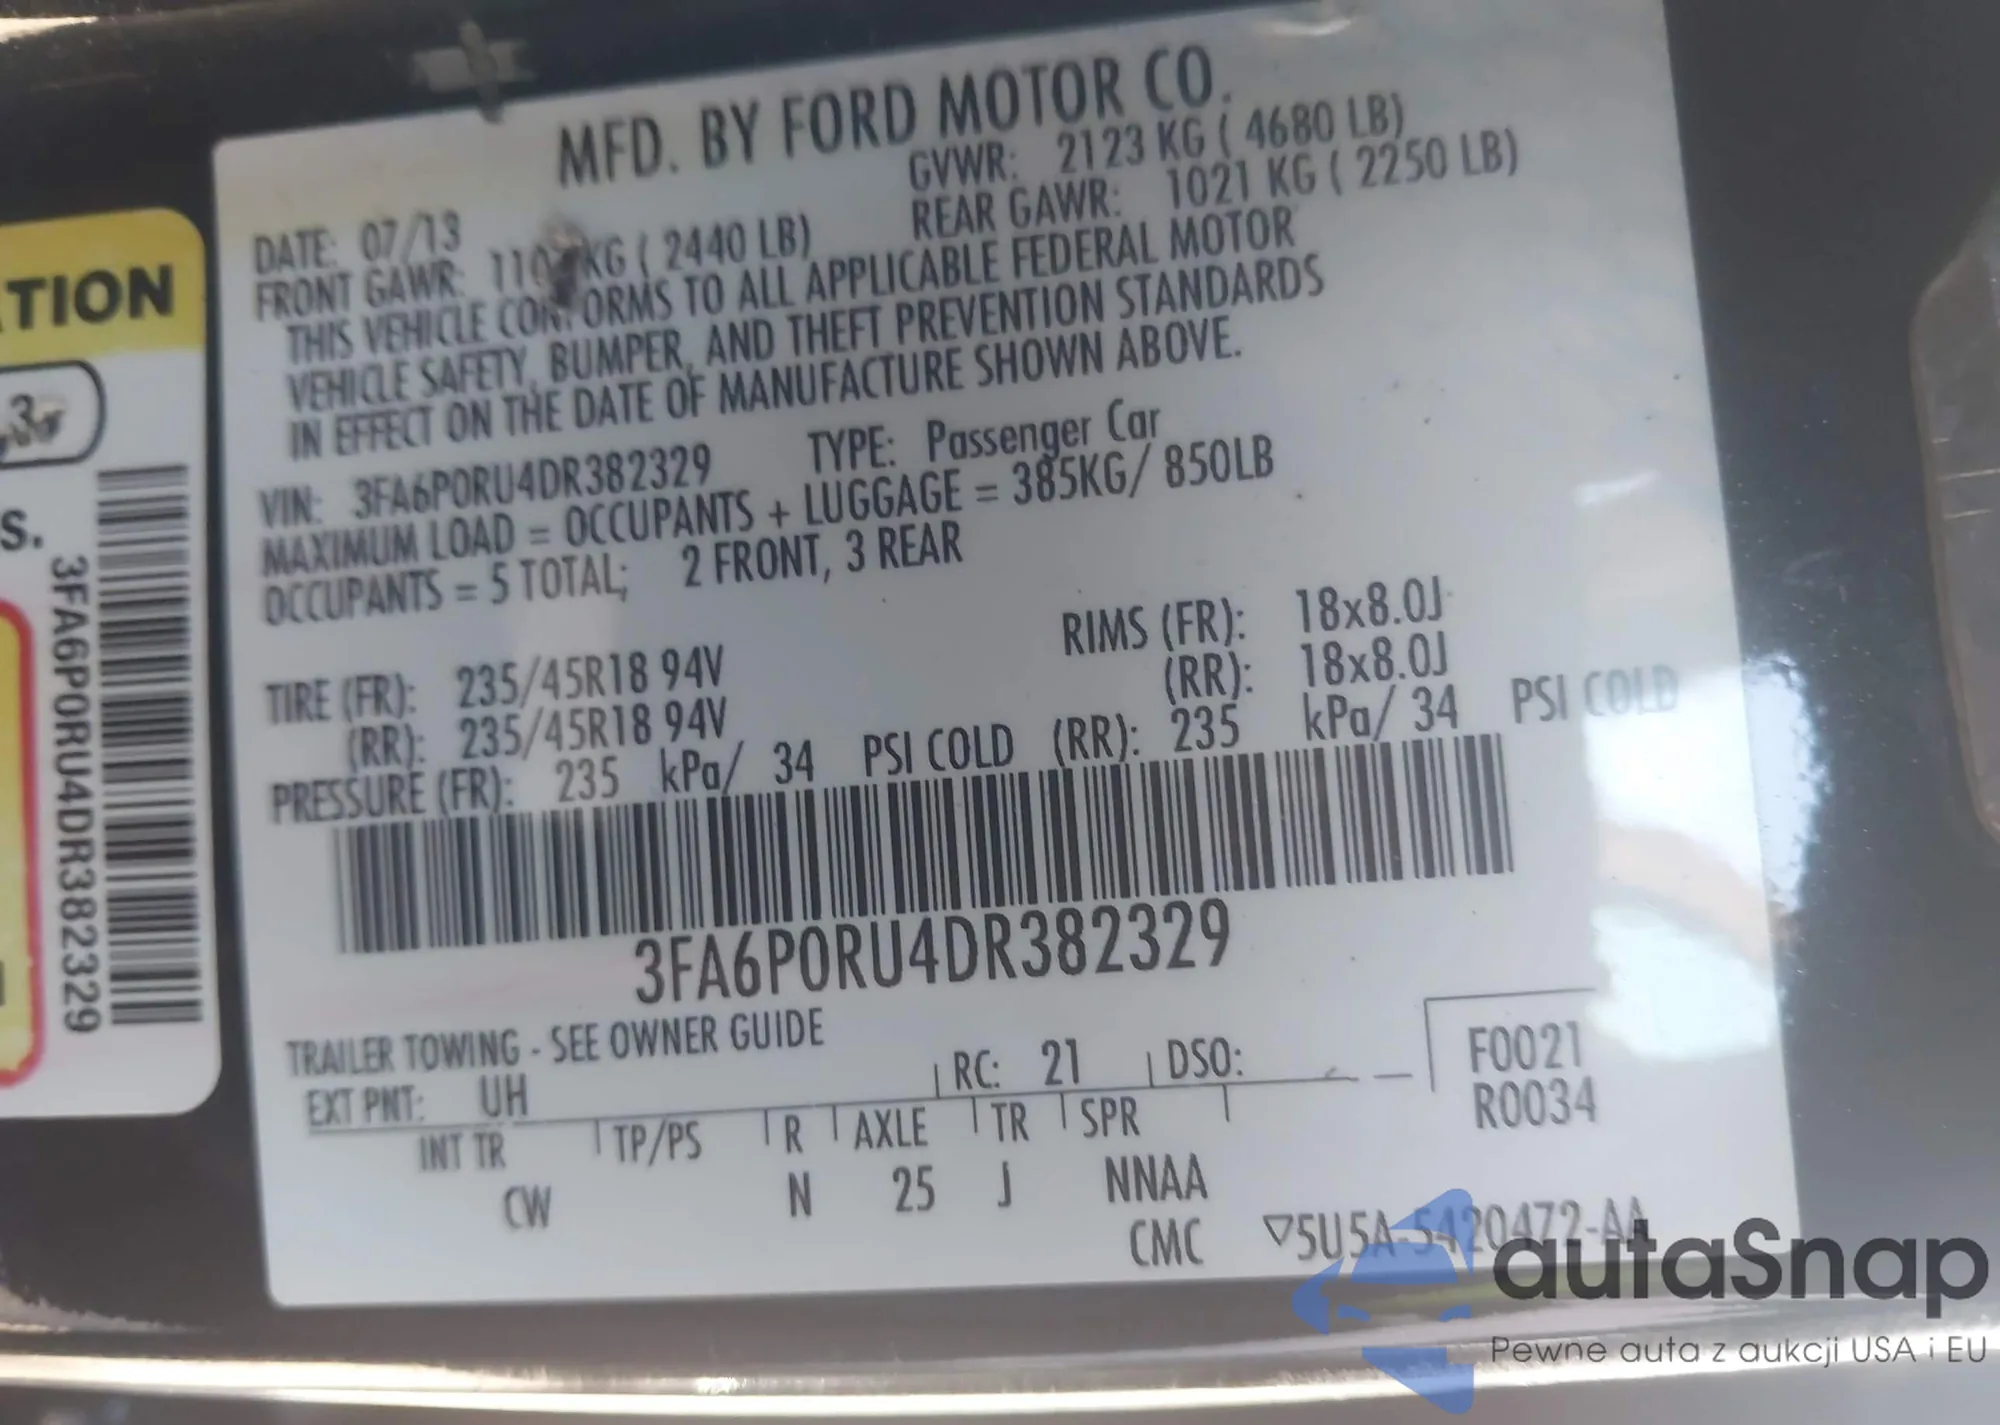 MFD. BY FORD MOTOR CO.
DATE: 07/13 GVWR: 2123 KG ( 4680 LB)
FRONT GAWR: KG ( 2440 LB) REAR GAWR: 1021 KG ( 2250 LB)
THIS VEHICLE CONFORMS TO ALL APPLICABLE FEDERAL MOTOR
VEHICLE SAFETY, BUMPER, AND THEFT PREVENTION STANDARDS
IN EFFECT ON THE DATE OF MANUFACTURE SHOWN ABOVE.
VIN: 3FA6P0RU4DR382329 TYPE: Passenger Car
MAXIMUM LOAD = OCCUPANTS + LUGGAGE = 385KG/ 850LB
OCCUPANTS = 5 TOTAL; 2 FRONT, 3 REAR
TIRE (FR): 235/45R18 94V RIMS (FR): 18x8.0J
(RR): 235/45R18 94V (RR): 18x8.0J
PRESSURE (FR): 235 kPa/ 34 PSI COLD (RR): 235 kPa/ 34 PSI COLD
3FA6P0RU4DR382329
TRAILER TOWING - SEE OWNER GUIDE
EXT PNT: UH RC: 21 DSO: F0021
R0034
INT TR TP/PS R AXLE TR SPR
CW N 25 J NNAA
CMC ▽5U5A-5420472-AA
TION
S.
3FA6P0RU4DR382329
autaSnap
Pewne auta z aukcji USA i EU